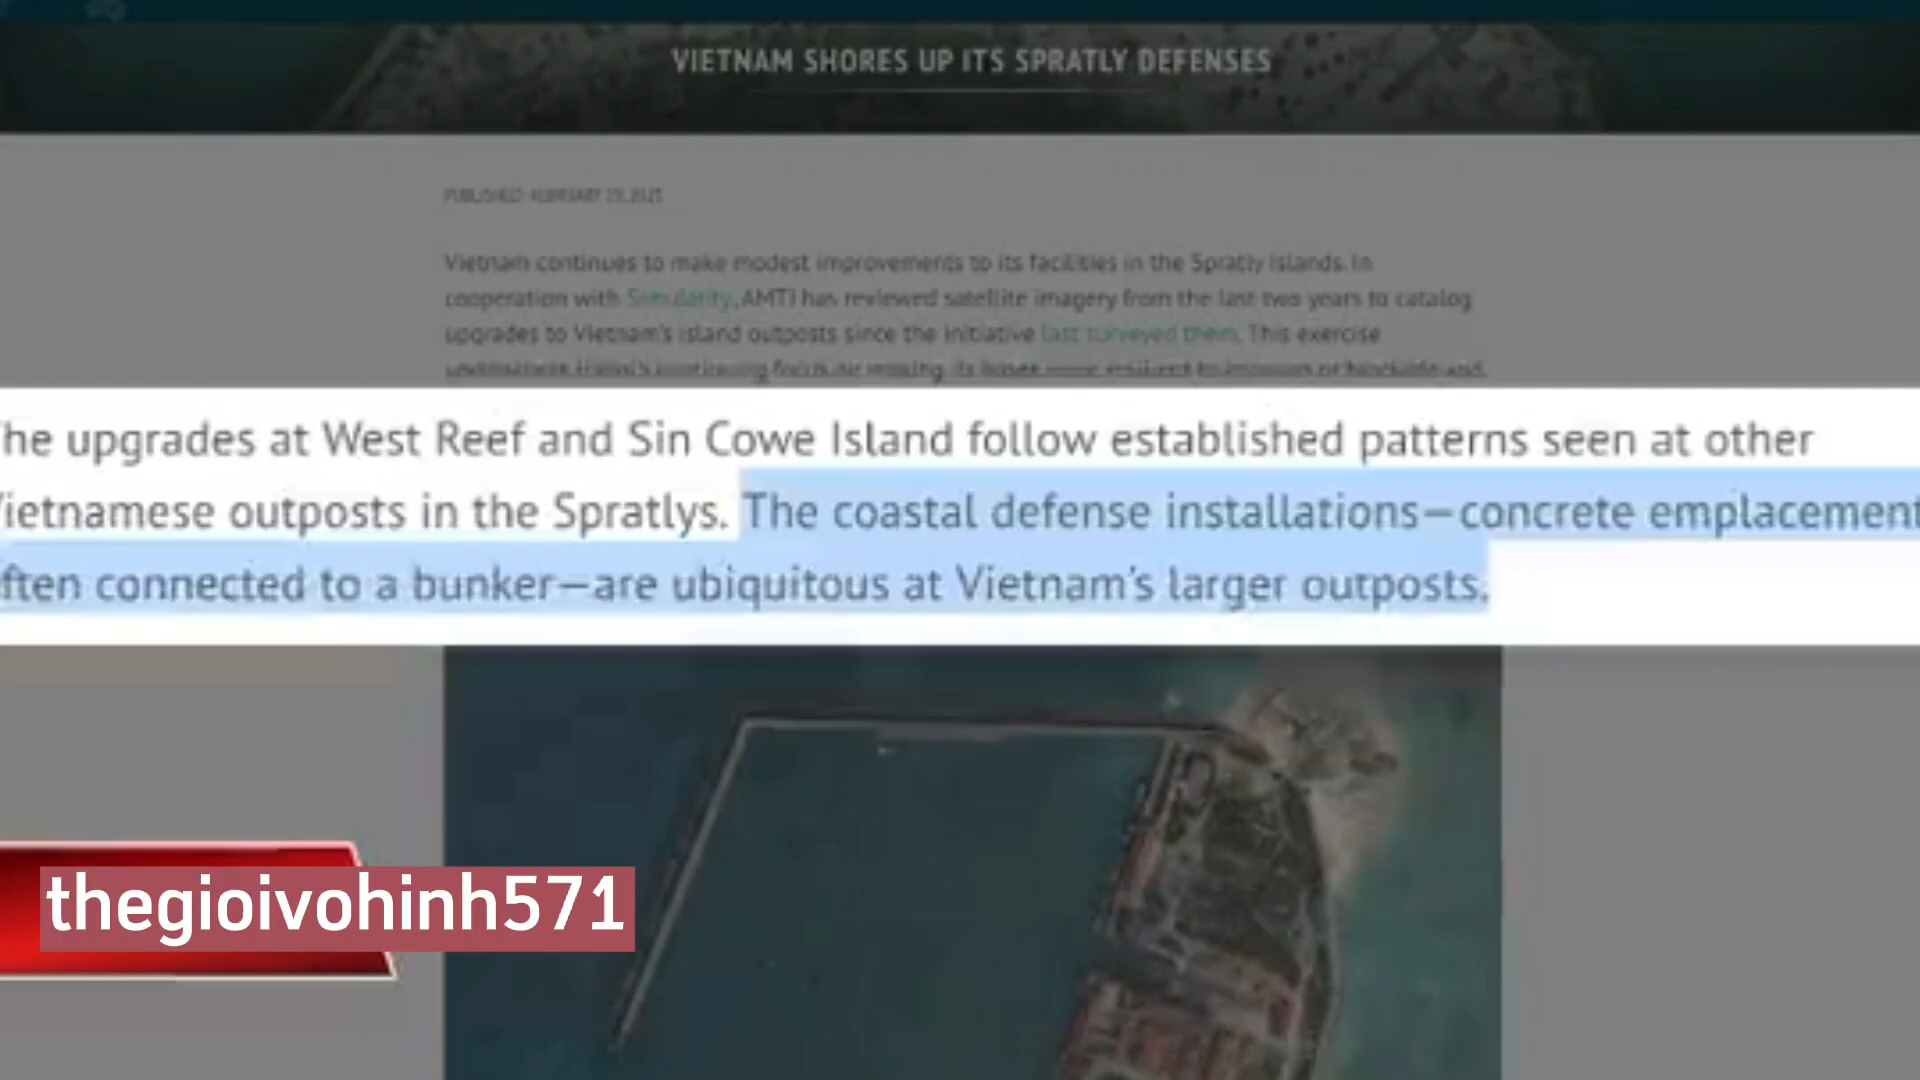 VIETNAM SHORES UP ITS SPRATLY DEFENSES
PUBLISHED: FEBRUARY 19, 2021
Vietnam continues to make modest improvements to its facilities in the Spratly Islands. In
cooperation with Simularity, AMTI has reviewed satellite imagery from the last two years to catalog
upgrades to Vietnam's island outposts since the initiative last surveyed them. This exercise
he upgrades at West Reef and Sin Cowe Island follow established patterns seen at other
ietnamese outposts in the Spratlys. The coastal defense installations—concrete emplacement
ften connected to a bunker—are ubiquitous at Vietnam's larger outposts.
thegioivohinh571